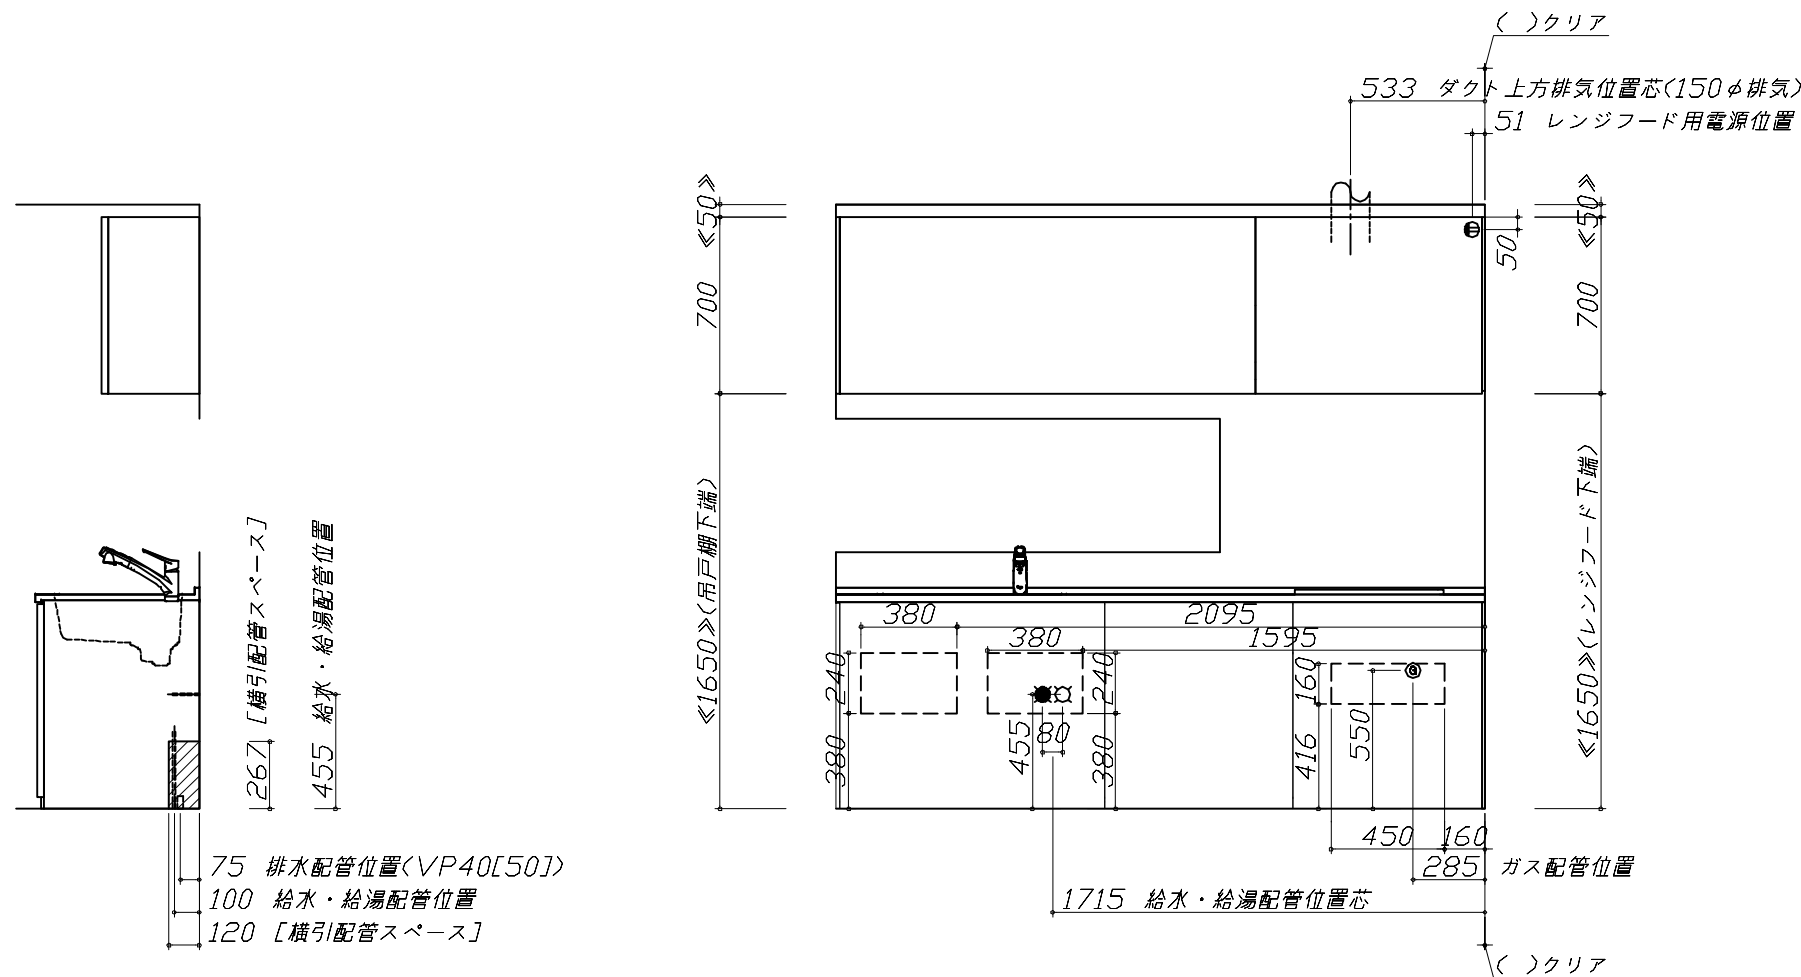 ( )クリア
533 ダクト上方排気位置芯(150φ排気)
51 レンジフード用電源位置
≪50≫
≪50≫
50
700
700
≪1650≫(吊戸棚下端)
≪1650≫(レンジフード下端)
267 [横引配管スペース]
455 給水・給湯配管位置
380
2095
380
1595
240
240
160
455
80
550
380
380
416
450
160
75 排水配管位置(VP40[50])
285 ガス配管位置
100 給水・給湯配管位置
1715 給水・給湯配管位置芯
120 [横引配管スペース]
( )クリア